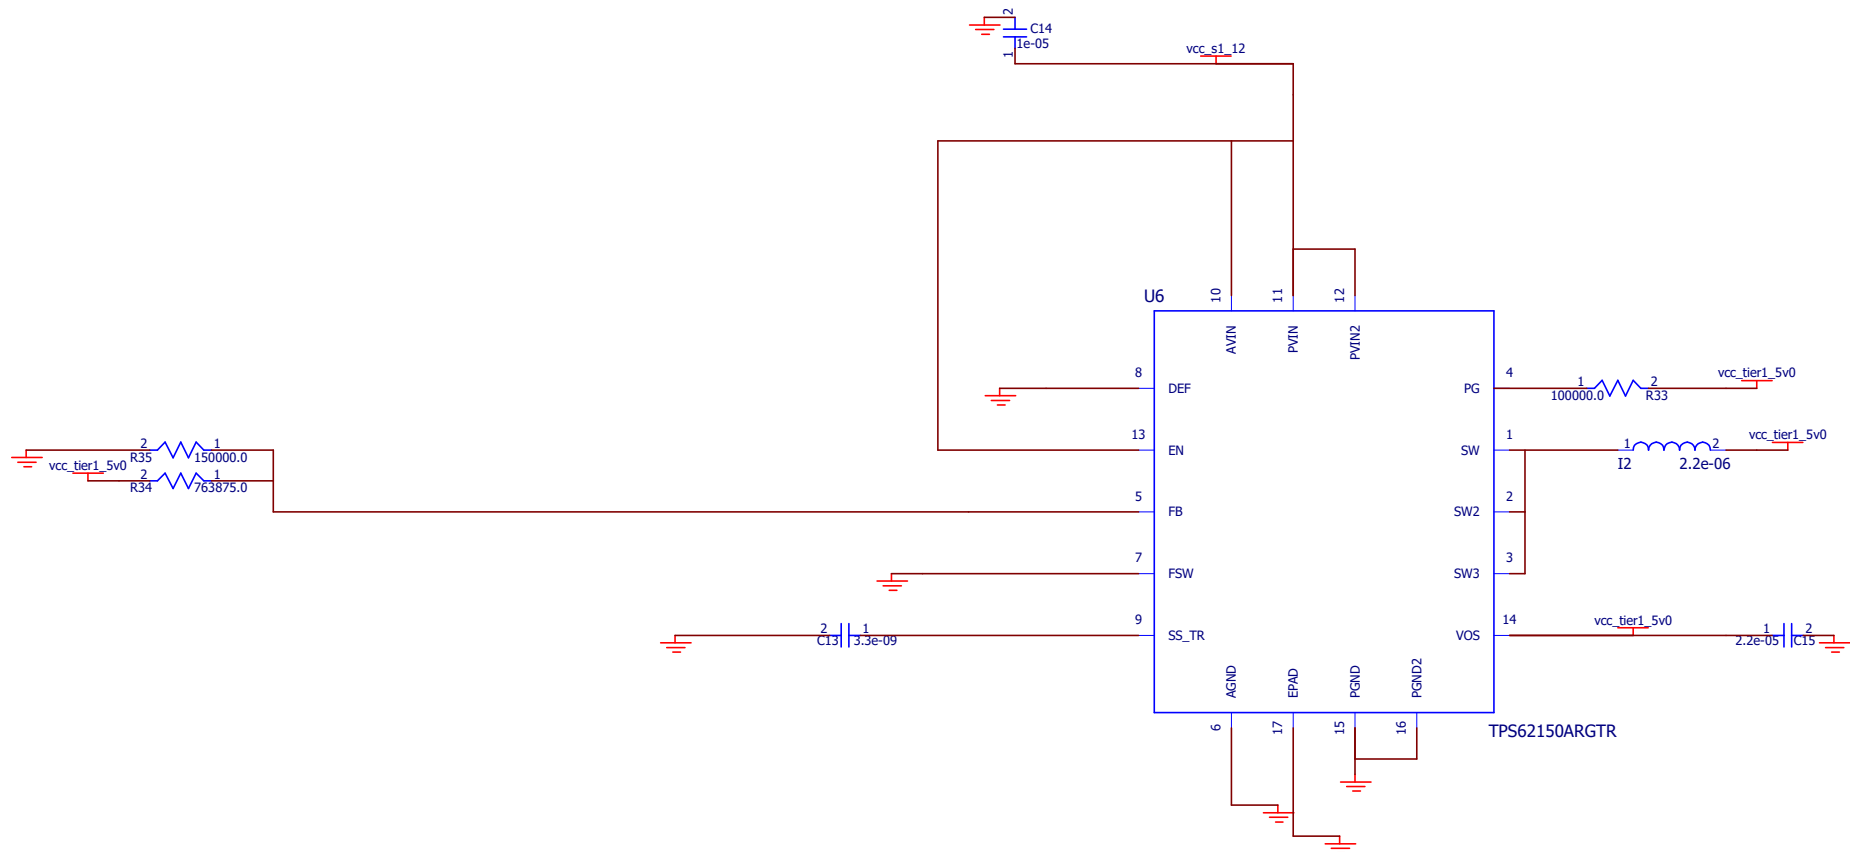 2
C14
1e-05
1
vcc_s1_12
U6
10
11
12
AVIN
PVIN
PVIN2
8
DEF
4
PG
1
2
100000.0
R33
vcc_tier1_5v0
13
EN
1
SW
1
2
I2
2.2e-06
vcc_tier1_5v0
2
1
R35
150000.0
vcc_tier1_5v0
2
1
R34
763875.0
5
FB
2
SW2
7
FSW
3
SW3
9
SS_TR
2
1
C13
3.3e-09
14
VOS
vcc_tier1_5v0
1
2
2.2e-05
C15
AGND
EPAD
PGND
PGND2
6
17
15
16
TPS62150ARGTR